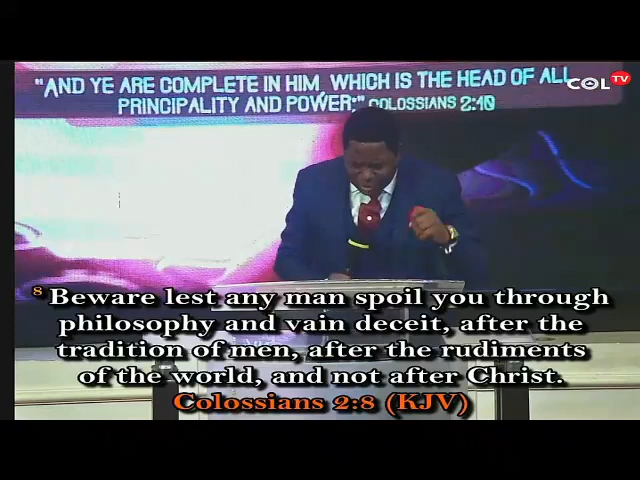 "AND YE ARE COMPLETE IN HIM, WHICH IS THE HEAD OF ALL
PRINCIPALITY AND POWER:" COLOSSIANS 2:10
COL TV
8 Beware lest any man spoil you through
philosophy and vain deceit, after the
tradition of men, after the rudiments
of the world, and not after Christ.
Colossians 2:8 (KJV)